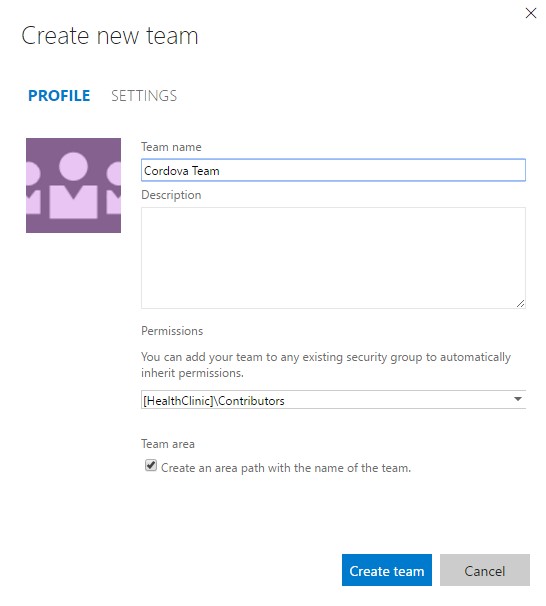 Create new team
PROFILE SETTINGS
Team name
Cordova Team
Description
Permissions
You can add your team to any existing security group to automatically
inherit permissions.
[HealthClinic]\Contributors
Team area
Create an area path with the name of the team.
Create team Cancel